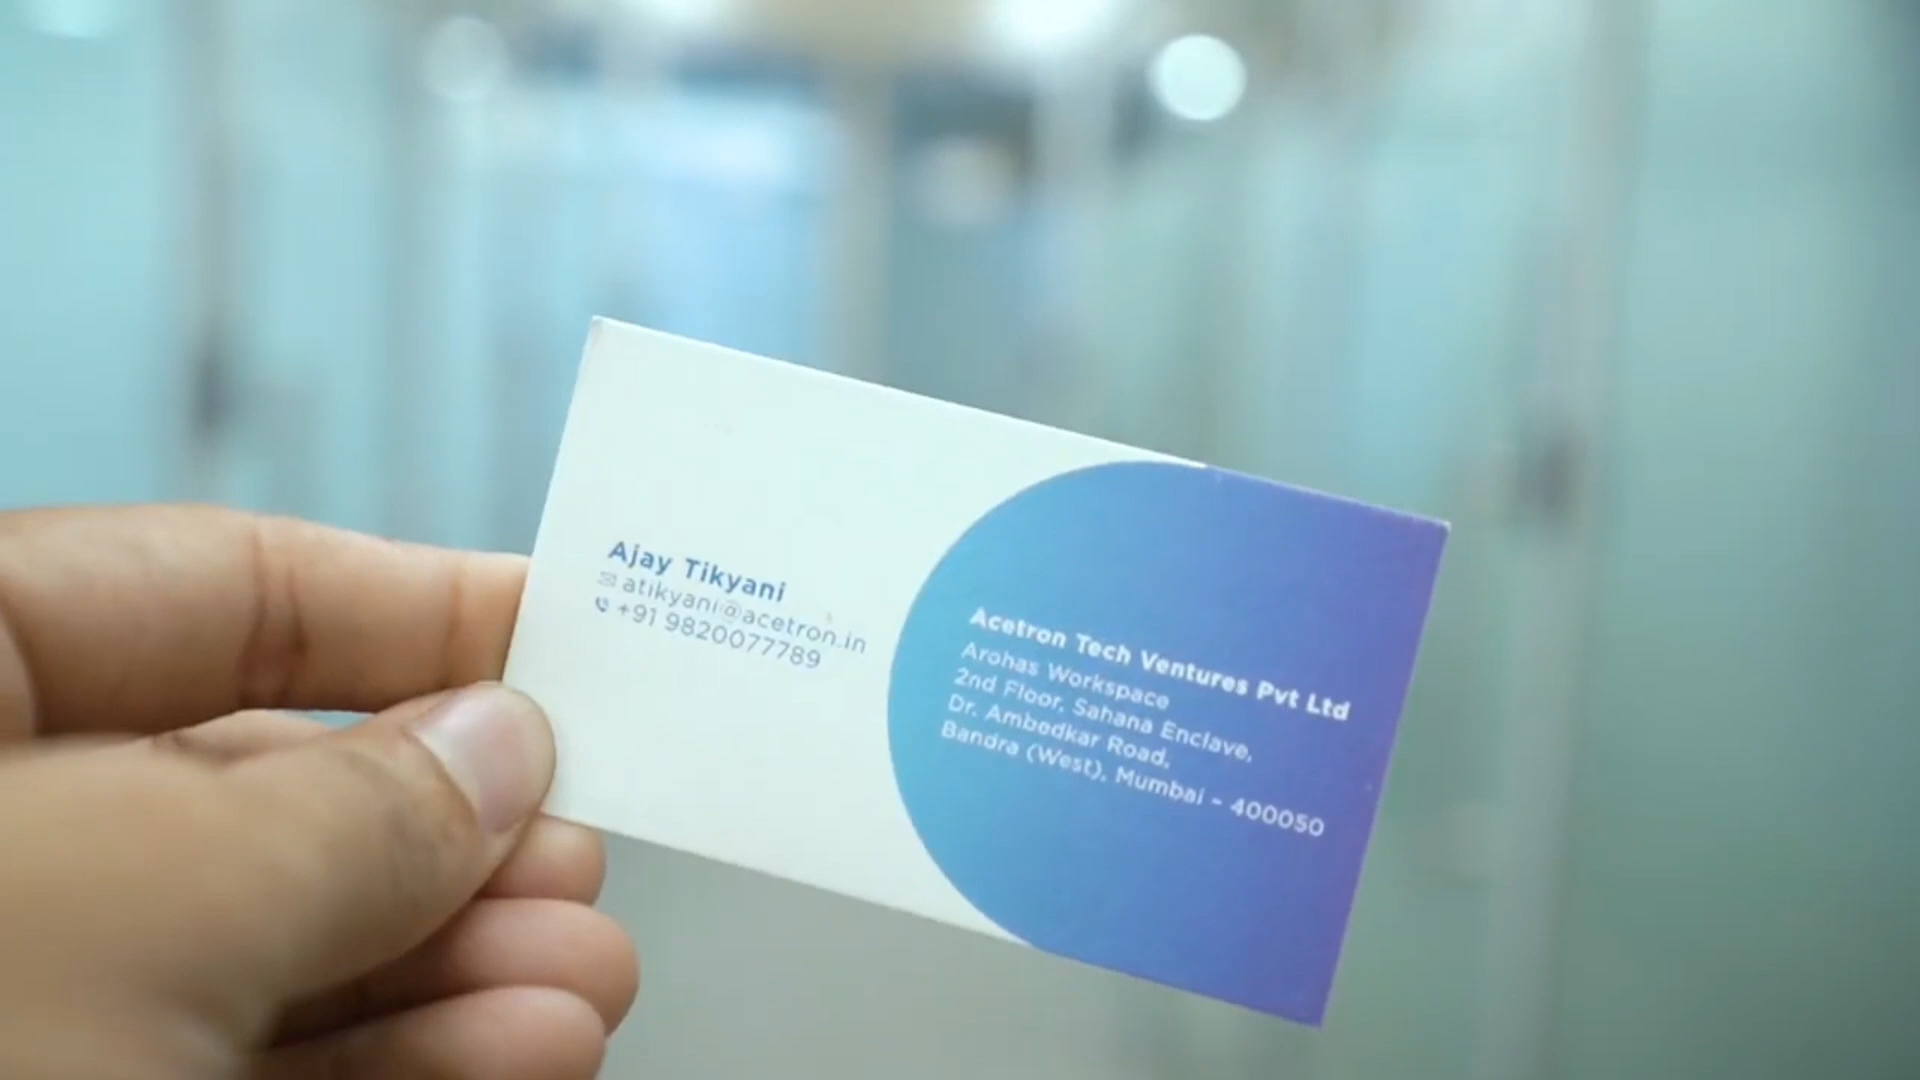 Ajay Tikyani
atikyani@acetron.in
+91 9820077789
Acetron Tech Ventures Pvt Ltd
Arohas Workspace
2nd Floor, Sahana Enclave,
Dr. Ambedkar Road,
Bandra (West), Mumbai - 400050